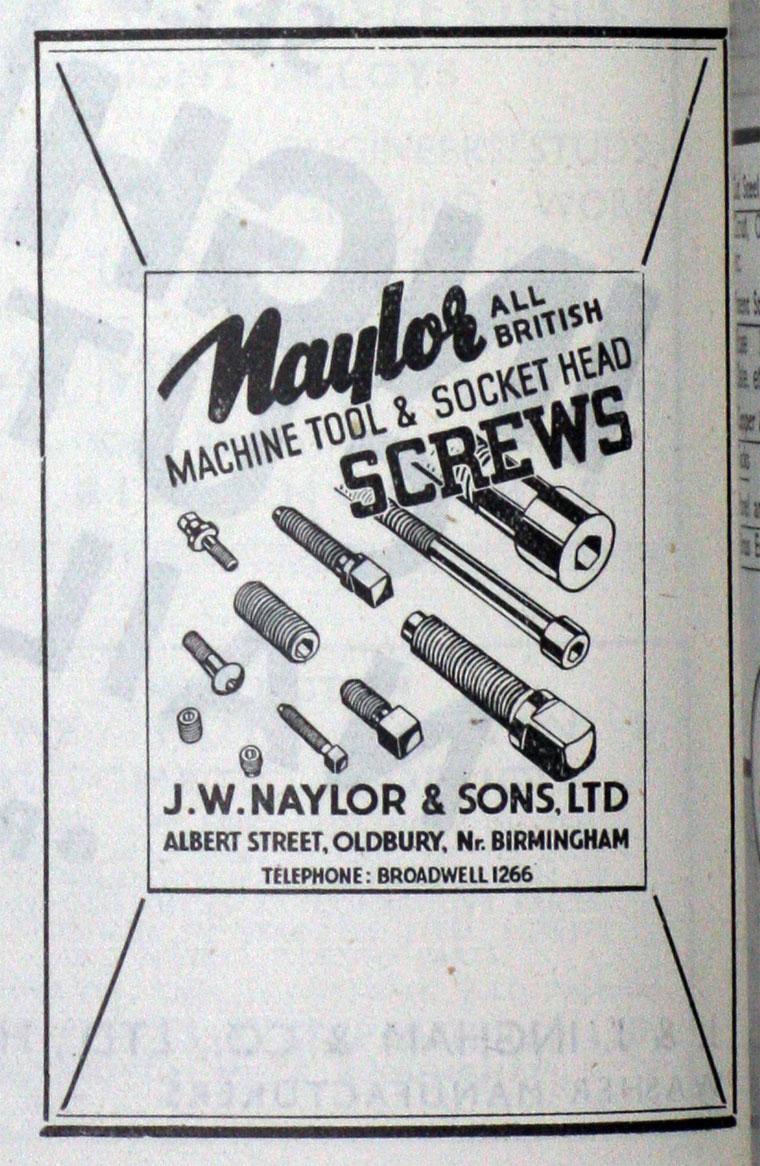 Naylor ALL BRITISH
MACHINE TOOL & SOCKET HEAD
SCREWS
J.W. NAYLOR & SONS, LTD
ALBERT STREET, OLDBURY, Nr. BIRMINGHAM
TELEPHONE: BROADWELL 1266